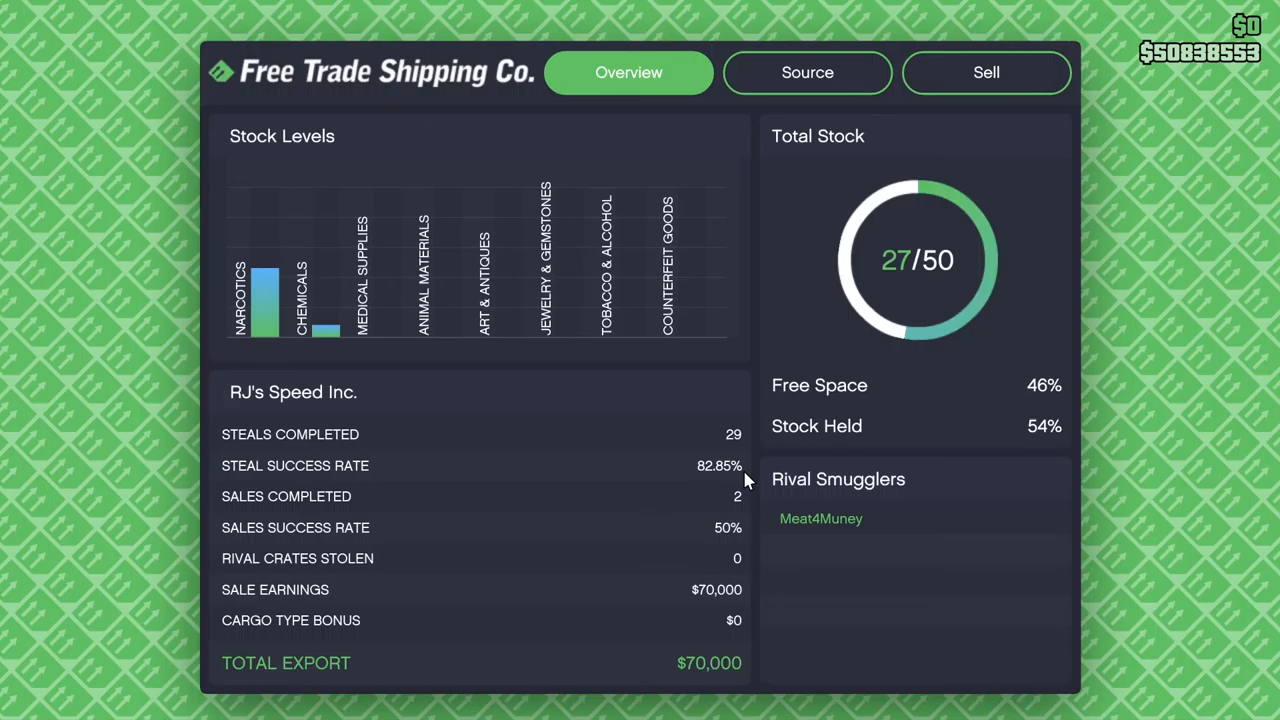 $0
$50838553
Free Trade Shipping Co.
Overview
Source
Sell
Stock Levels
NARCOTICS
CHEMICALS
MEDICAL SUPPLIES
ANIMAL MATERIALS
ART & ANTIQUES
JEWELRY & GEMSTONES
TOBACCO & ALCOHOL
COUNTERFEIT GOODS
Total Stock
27/50
Free Space 46%
Stock Held 54%
RJ's Speed Inc.
STEALS COMPLETED 29
STEAL SUCCESS RATE 82.85%
SALES COMPLETED 2
SALES SUCCESS RATE 50%
RIVAL CRATES STOLEN 0
SALE EARNINGS $70,000
CARGO TYPE BONUS $0
TOTAL EXPORT $70,000
Rival Smugglers
Meat4Muney